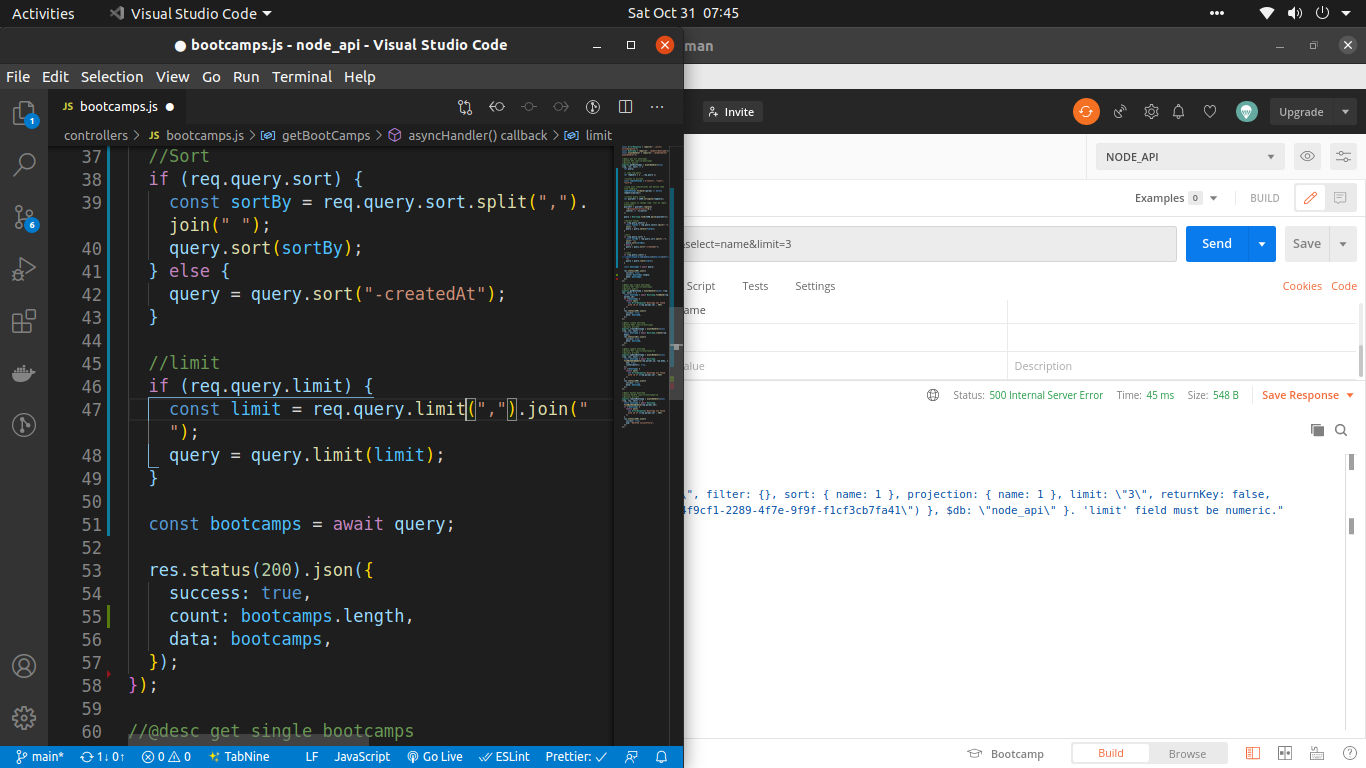 Activities
Visual Studio Code
Sat Oct 31 07:45
bootcamps.js - node_api - Visual Studio Code
man
File Edit Selection View Go Run Terminal Help
JS bootcamps.js
Invite
Upgrade
controllers > JS bootcamps.js > getBootCamps > asyncHandler() callback > limit
NODE_API
Examples 0
BUILD
select=name&limit=3
Send
Save
Script Tests Settings
Cookies Code
ame
alue
Description
Status: 500 Internal Server Error Time: 45 ms Size: 548 B Save Response
\", filter: {}, sort: { name: 1 }, projection: { name: 1 }, limit: \"3\", returnKey: false,
4f9cf1-2289-4f7e-9f9f-f1cf3cb7fa41\") }, $db: \"node_api\" }. 'limit' field must be numeric."
1
6
37 //Sort
38 if (req.query.sort) {
39 const sortBy = req.query.sort.split(",").
join(" ");
40 query.sort(sortBy);
41 } else {
42 query = query.sort("-createdAt");
43 }
44
45 //limit
46 if (req.query.limit) {
47 const limit = req.query.limit(",").join("
");
48 query = query.limit(limit);
49 }
50
51 const bootcamps = await query;
52
53 res.status(200).json({
54 success: true,
55 count: bootcamps.length,
56 data: bootcamps,
57 });
58 });
59
60 //@desc get single bootcamps
main* 1↓ 0↑ 0 0 TabNine LF JavaScript Go Live ESLint Prettier: ✓
Bootcamp Build Browse